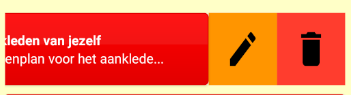 kleden van jezelf
enplan voor het aanklede...